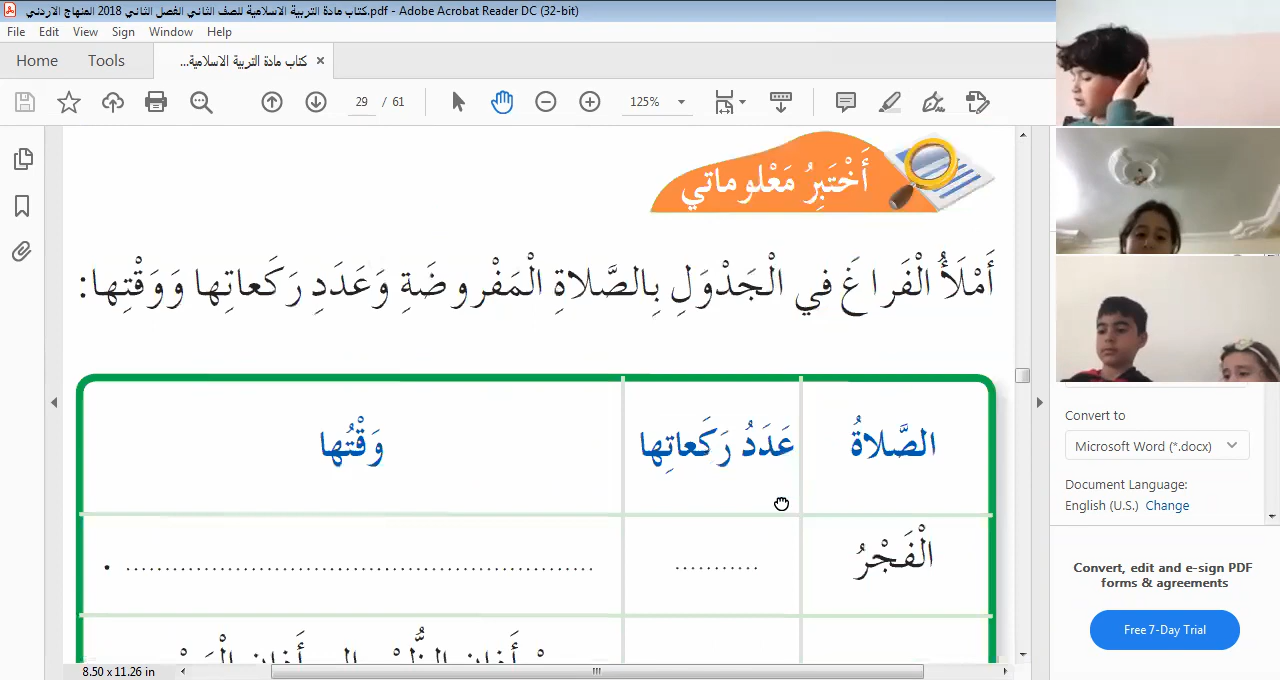 كتاب مادة التربية الاسلامية للصف الثاني الفصل الثاني 2018 المنهاج الاردني.pdf - Adobe Acrobat Reader DC (32-bit)
File Edit View Sign Window Help
Home Tools كتاب مادة التربية الاسلامية... ×
29 / 61 125%
أَخْتَبِرُ مَعْلوماتي
أَمْلَأُ الْفَراغَ في الْجَدْوَلِ بِالصَّلاةِ الْمَفْروضَةِ وَعَدَدِ رَكَعاتِها وَوَقْتِها:
الصَّلاةُ عَدَدُ رَكَعاتِها وَقْتُها
الْفَجْرُ ........... ........................................................ .
8.50 x 11.26 in
Convert to
Microsoft Word (*.docx)
Document Language:
English (U.S.) Change
Convert, edit and e-sign PDF
forms & agreements
Free 7-Day Trial